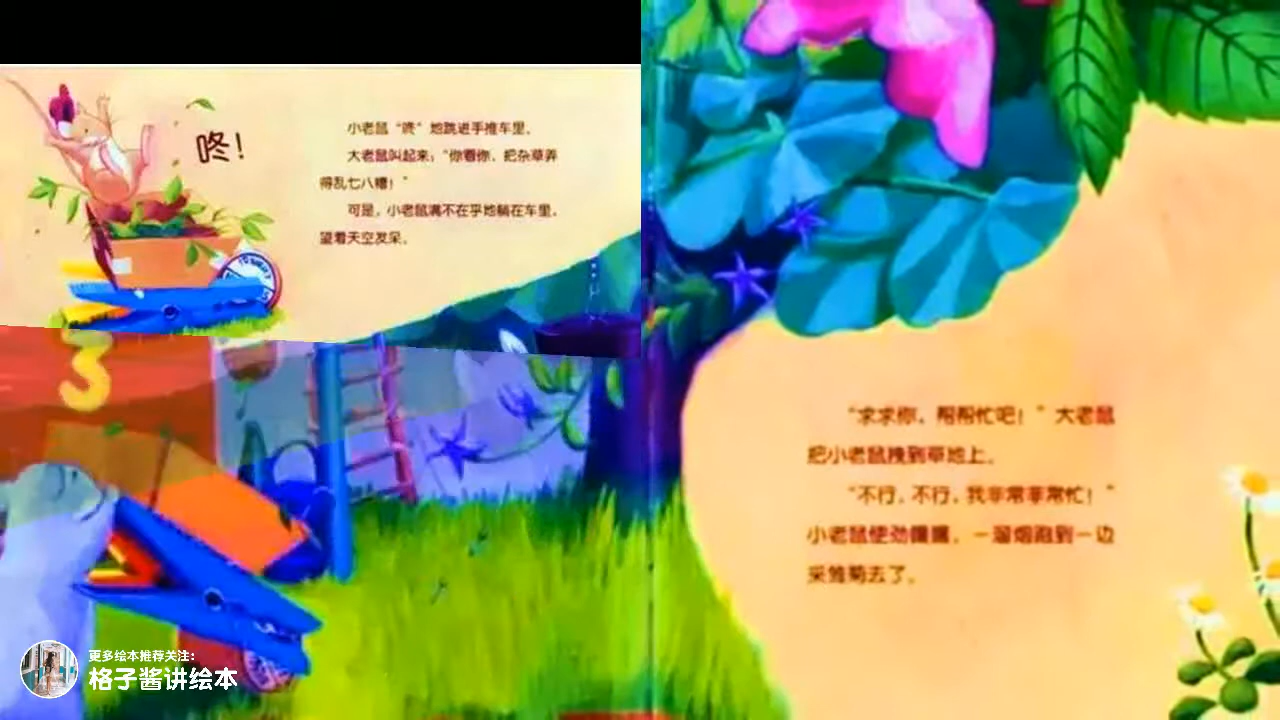 咚!
小老鼠“咚”地跳进手推车里。
大老鼠叫起来：“你看你，把杂草弄
得乱七八糟！”
可是，小老鼠满不在乎地躺在车里，
望着天空发呆。
3
“求求你，帮帮忙吧！”大老鼠
把小老鼠拽到草地上。
“不行，不行，我非常非常忙！”
小老鼠使劲，一溜烟跑到一边
采雏菊去了。
更多绘本推荐关注：
格子酱讲绘本